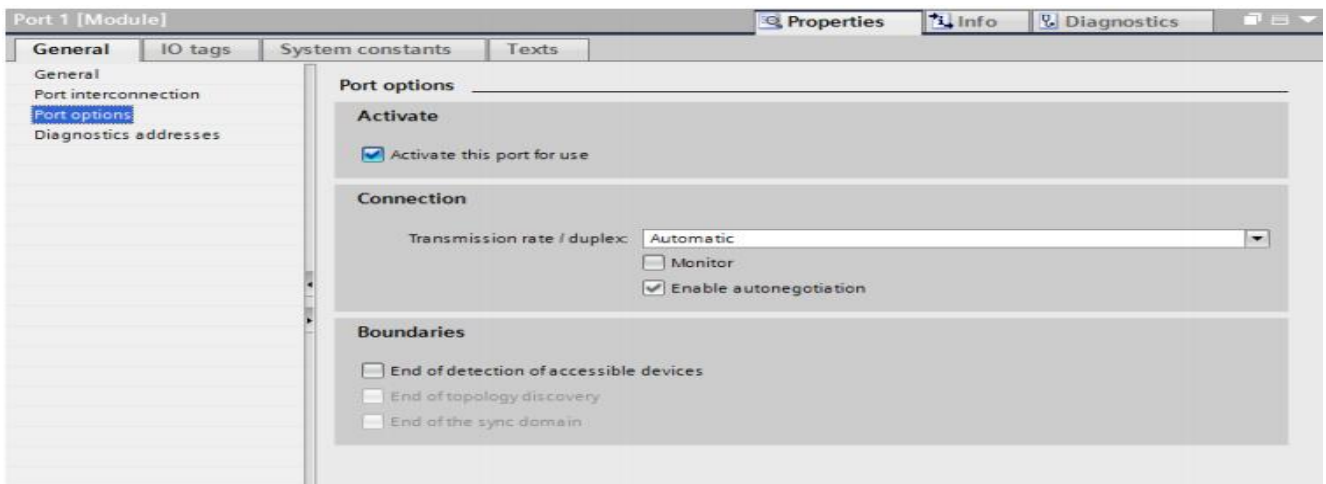 Port 1 [Module]
Properties
Info
Diagnostics
General
IO tags
System constants
Texts
General
Port interconnection
Port options
Diagnostics addresses
Port options
Activate
Activate this port for use
Connection
Transmission rate / duplex: Automatic
Monitor
Enable autonegotiation
Boundaries
End of detection of accessible devices
End of topology discovery
End of the sync domain